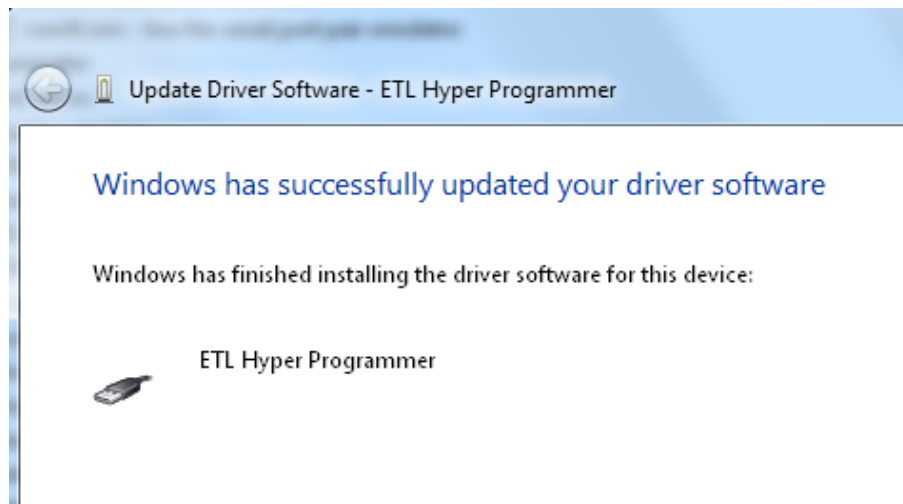 Update Driver Software - ETL Hyper Programmer
Windows has successfully updated your driver software
Windows has finished installing the driver software for this device:
ETL Hyper Programmer